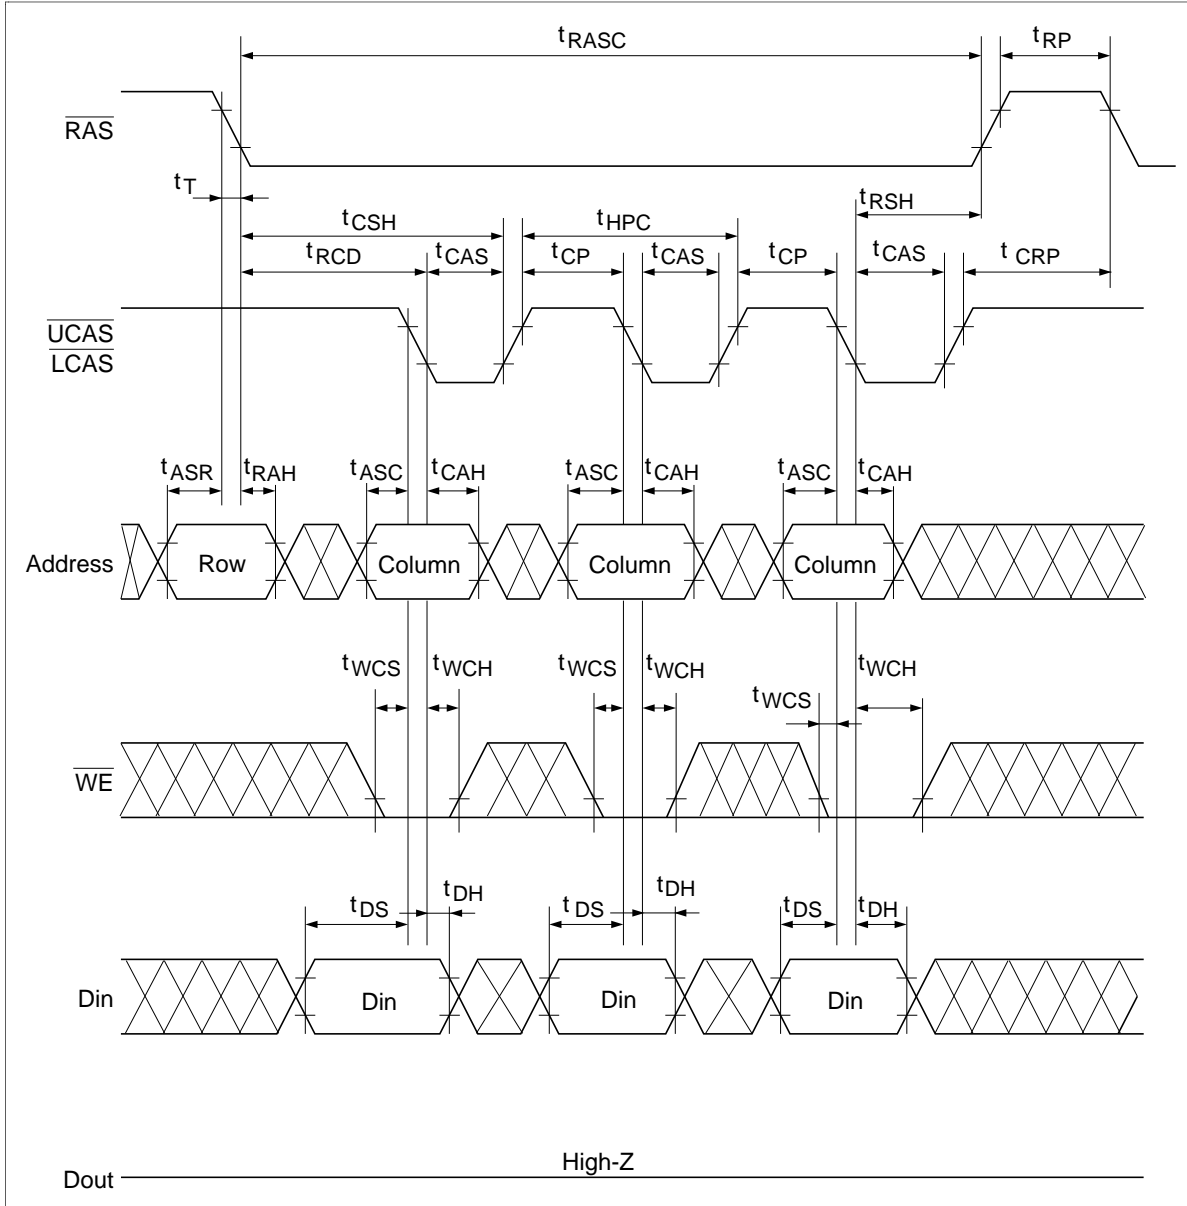 tRASC
tRP
RAS
tT
tRSH
tCSH
tHPC
tRCD
tCAS
tCP
tCAS
tCP
tCAS
tCRP
UCAS
LCAS
tASR
tRAH
tASC
tCAH
tASC
tCAH
tASC
tCAH
Address
Row
Column
Column
Column
tWCS
tWCH
tWCS
tWCH
tWCS
tWCH
WE
tDS
tDH
tDS
tDH
tDS
tDH
Din
Din
Din
Din
High-Z
Dout